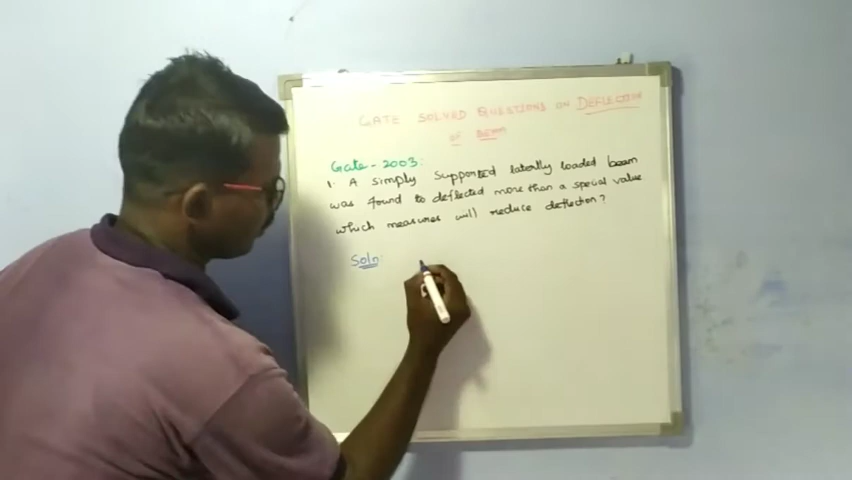 GATE SOLVED QUESTIONS ON DEFLECTION
OF BEAM
Gate - 2003:
1. A simply supported laterlly loaded beam
was found to deflected more than a special value
which measures will reduce deflection?
Soln: